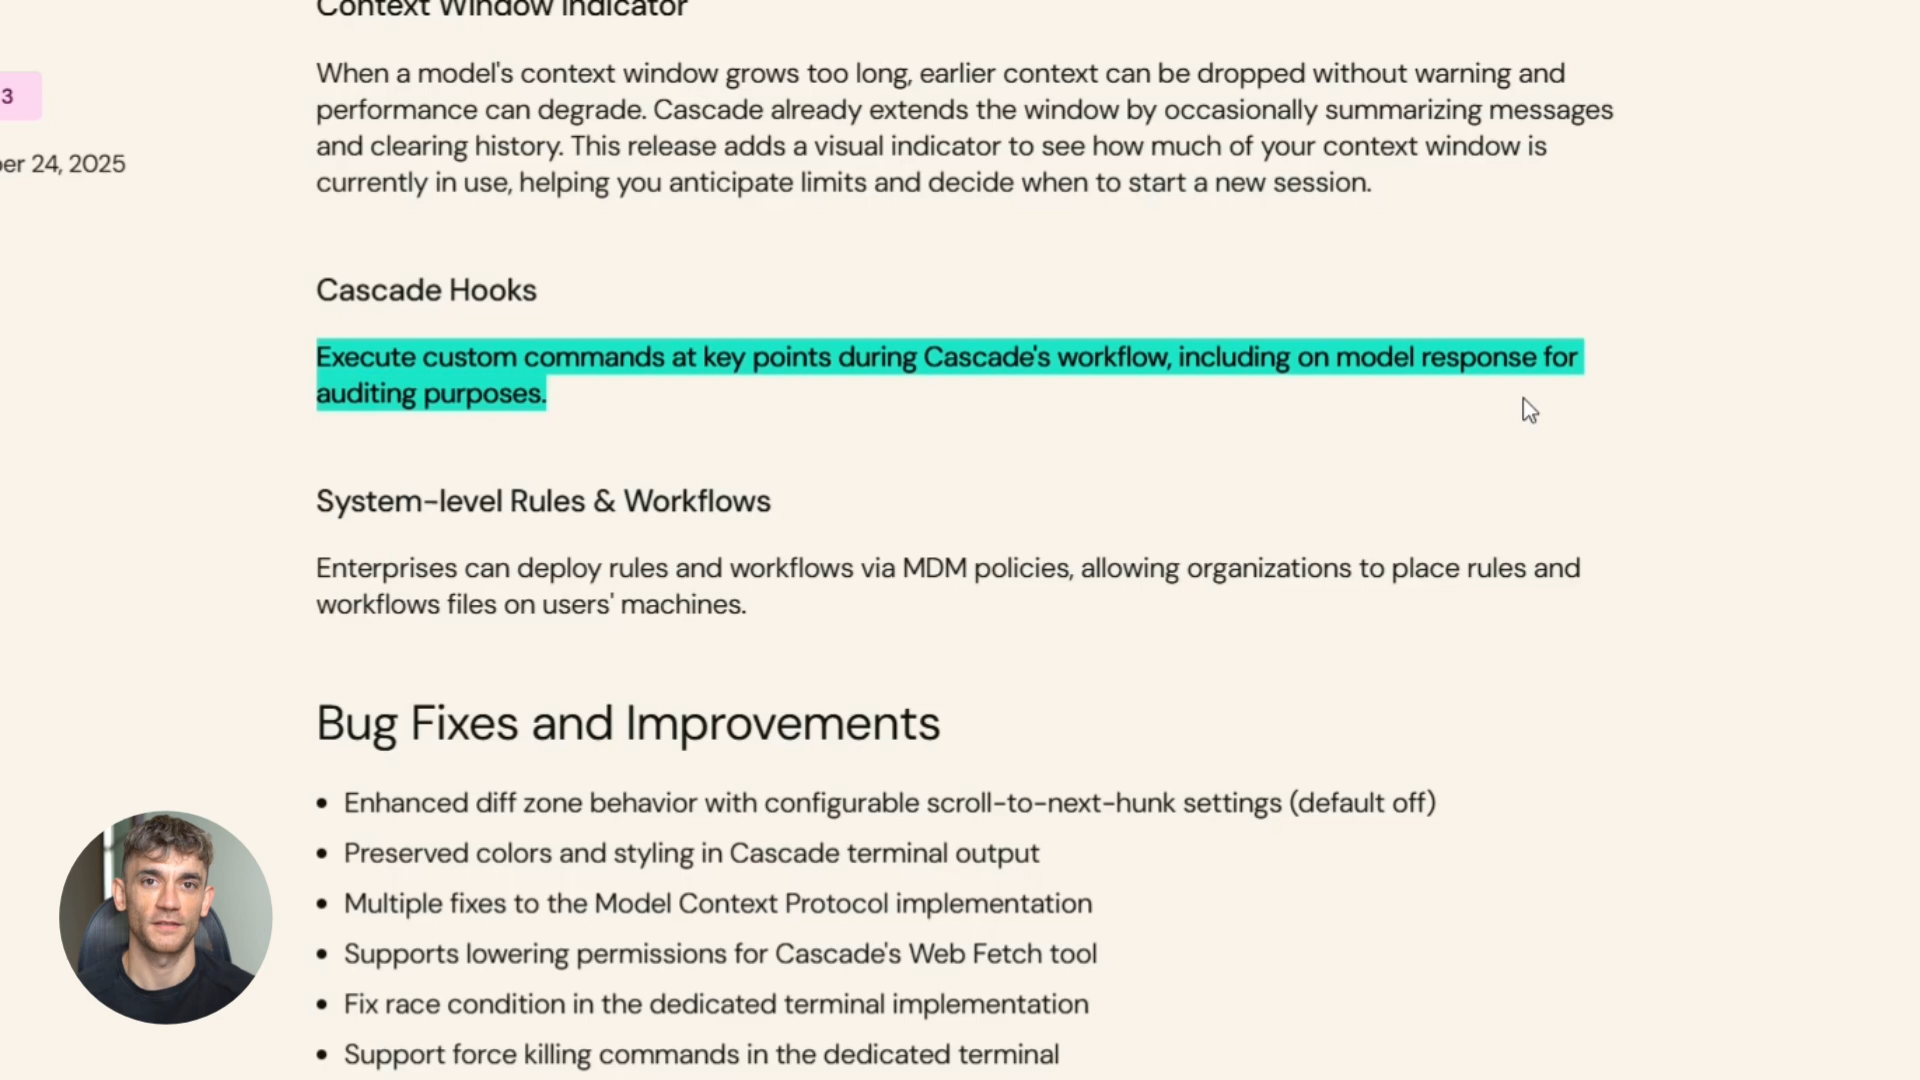 Context Window Indicator
When a model's context window grows too long, earlier context can be dropped without warning and
performance can degrade. Cascade already extends the window by occasionally summarizing messages
and clearing history. This release adds a visual indicator to see how much of your context window is
currently in use, helping you anticipate limits and decide when to start a new session.
3
er 24, 2025
Cascade Hooks
Execute custom commands at key points during Cascade's workflow, including on model response for
auditing purposes.
System-level Rules & Workflows
Enterprises can deploy rules and workflows via MDM policies, allowing organizations to place rules and
workflows files on users' machines.
Bug Fixes and Improvements
• Enhanced diff zone behavior with configurable scroll-to-next-hunk settings (default off)
• Preserved colors and styling in Cascade terminal output
• Multiple fixes to the Model Context Protocol implementation
• Supports lowering permissions for Cascade's Web Fetch tool
• Fix race condition in the dedicated terminal implementation
• Support force killing commands in the dedicated terminal